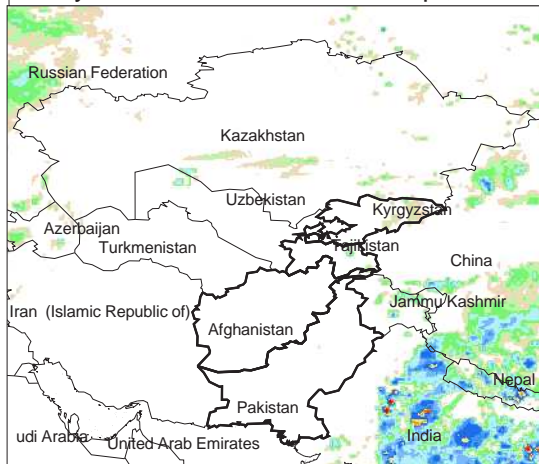 Russian Federation
Kazakhstan
Uzbekistan
Kyrgyzstan
Azerbaijan
Turkmenistan
Tajikistan
China
Iran (Islamic Republic of)
Jammu Kashmir
Afghanistan
Nepal
Pakistan
udi Arabia
United Arab Emirates
India